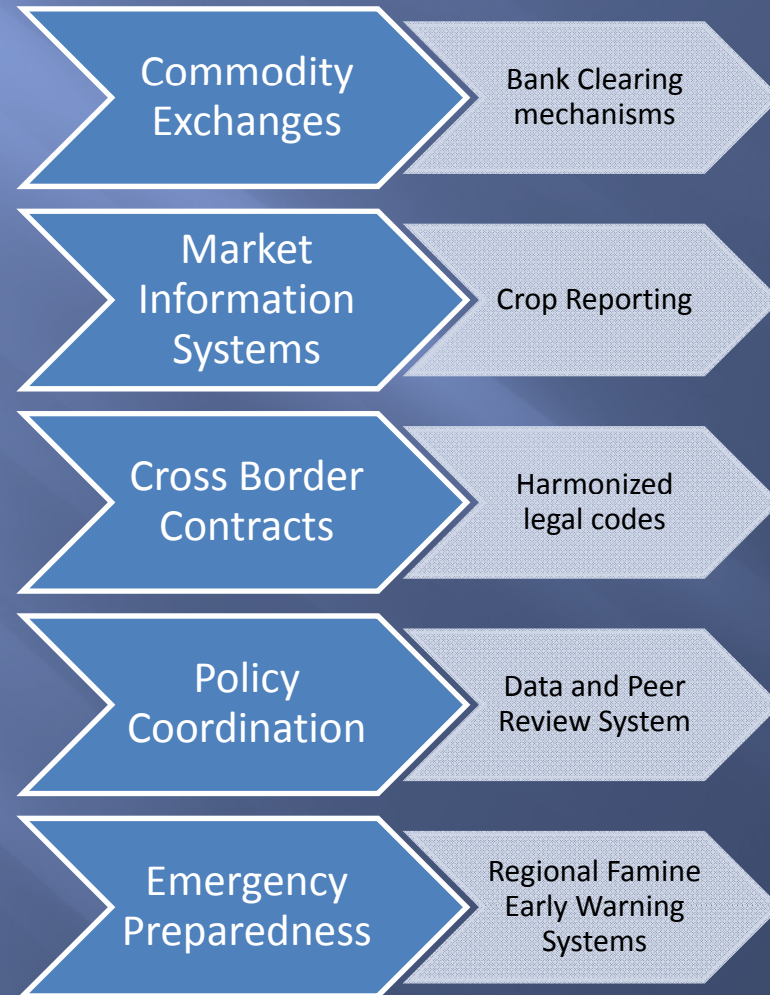 Commodity
Exchanges
Bank Clearing
mechanisms
Market
Information
Systems
Crop Reporting
Cross Border
Contracts
Harmonized
legal codes
Policy
Coordination
Data and Peer
Review System
Emergency
Preparedness
Regional Famine
Early Warning
Systems